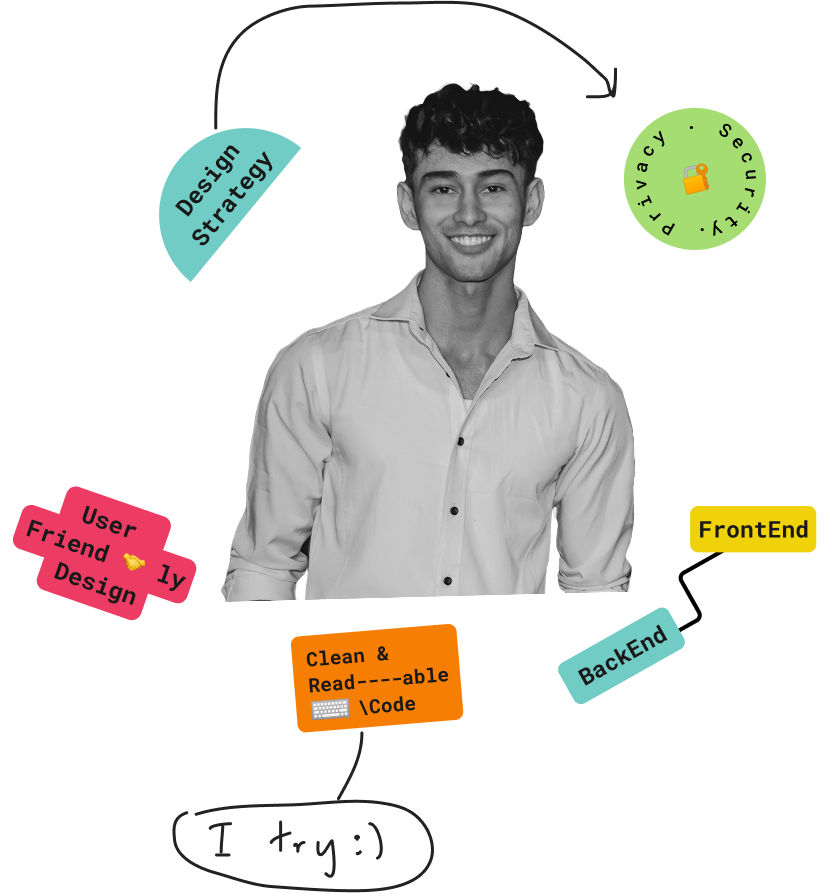 Design
Strategy
Privacy · Security·
User
Friend ly
Design
FrontEnd
BackEnd
Clean &
Read----able
\Code
I try :)